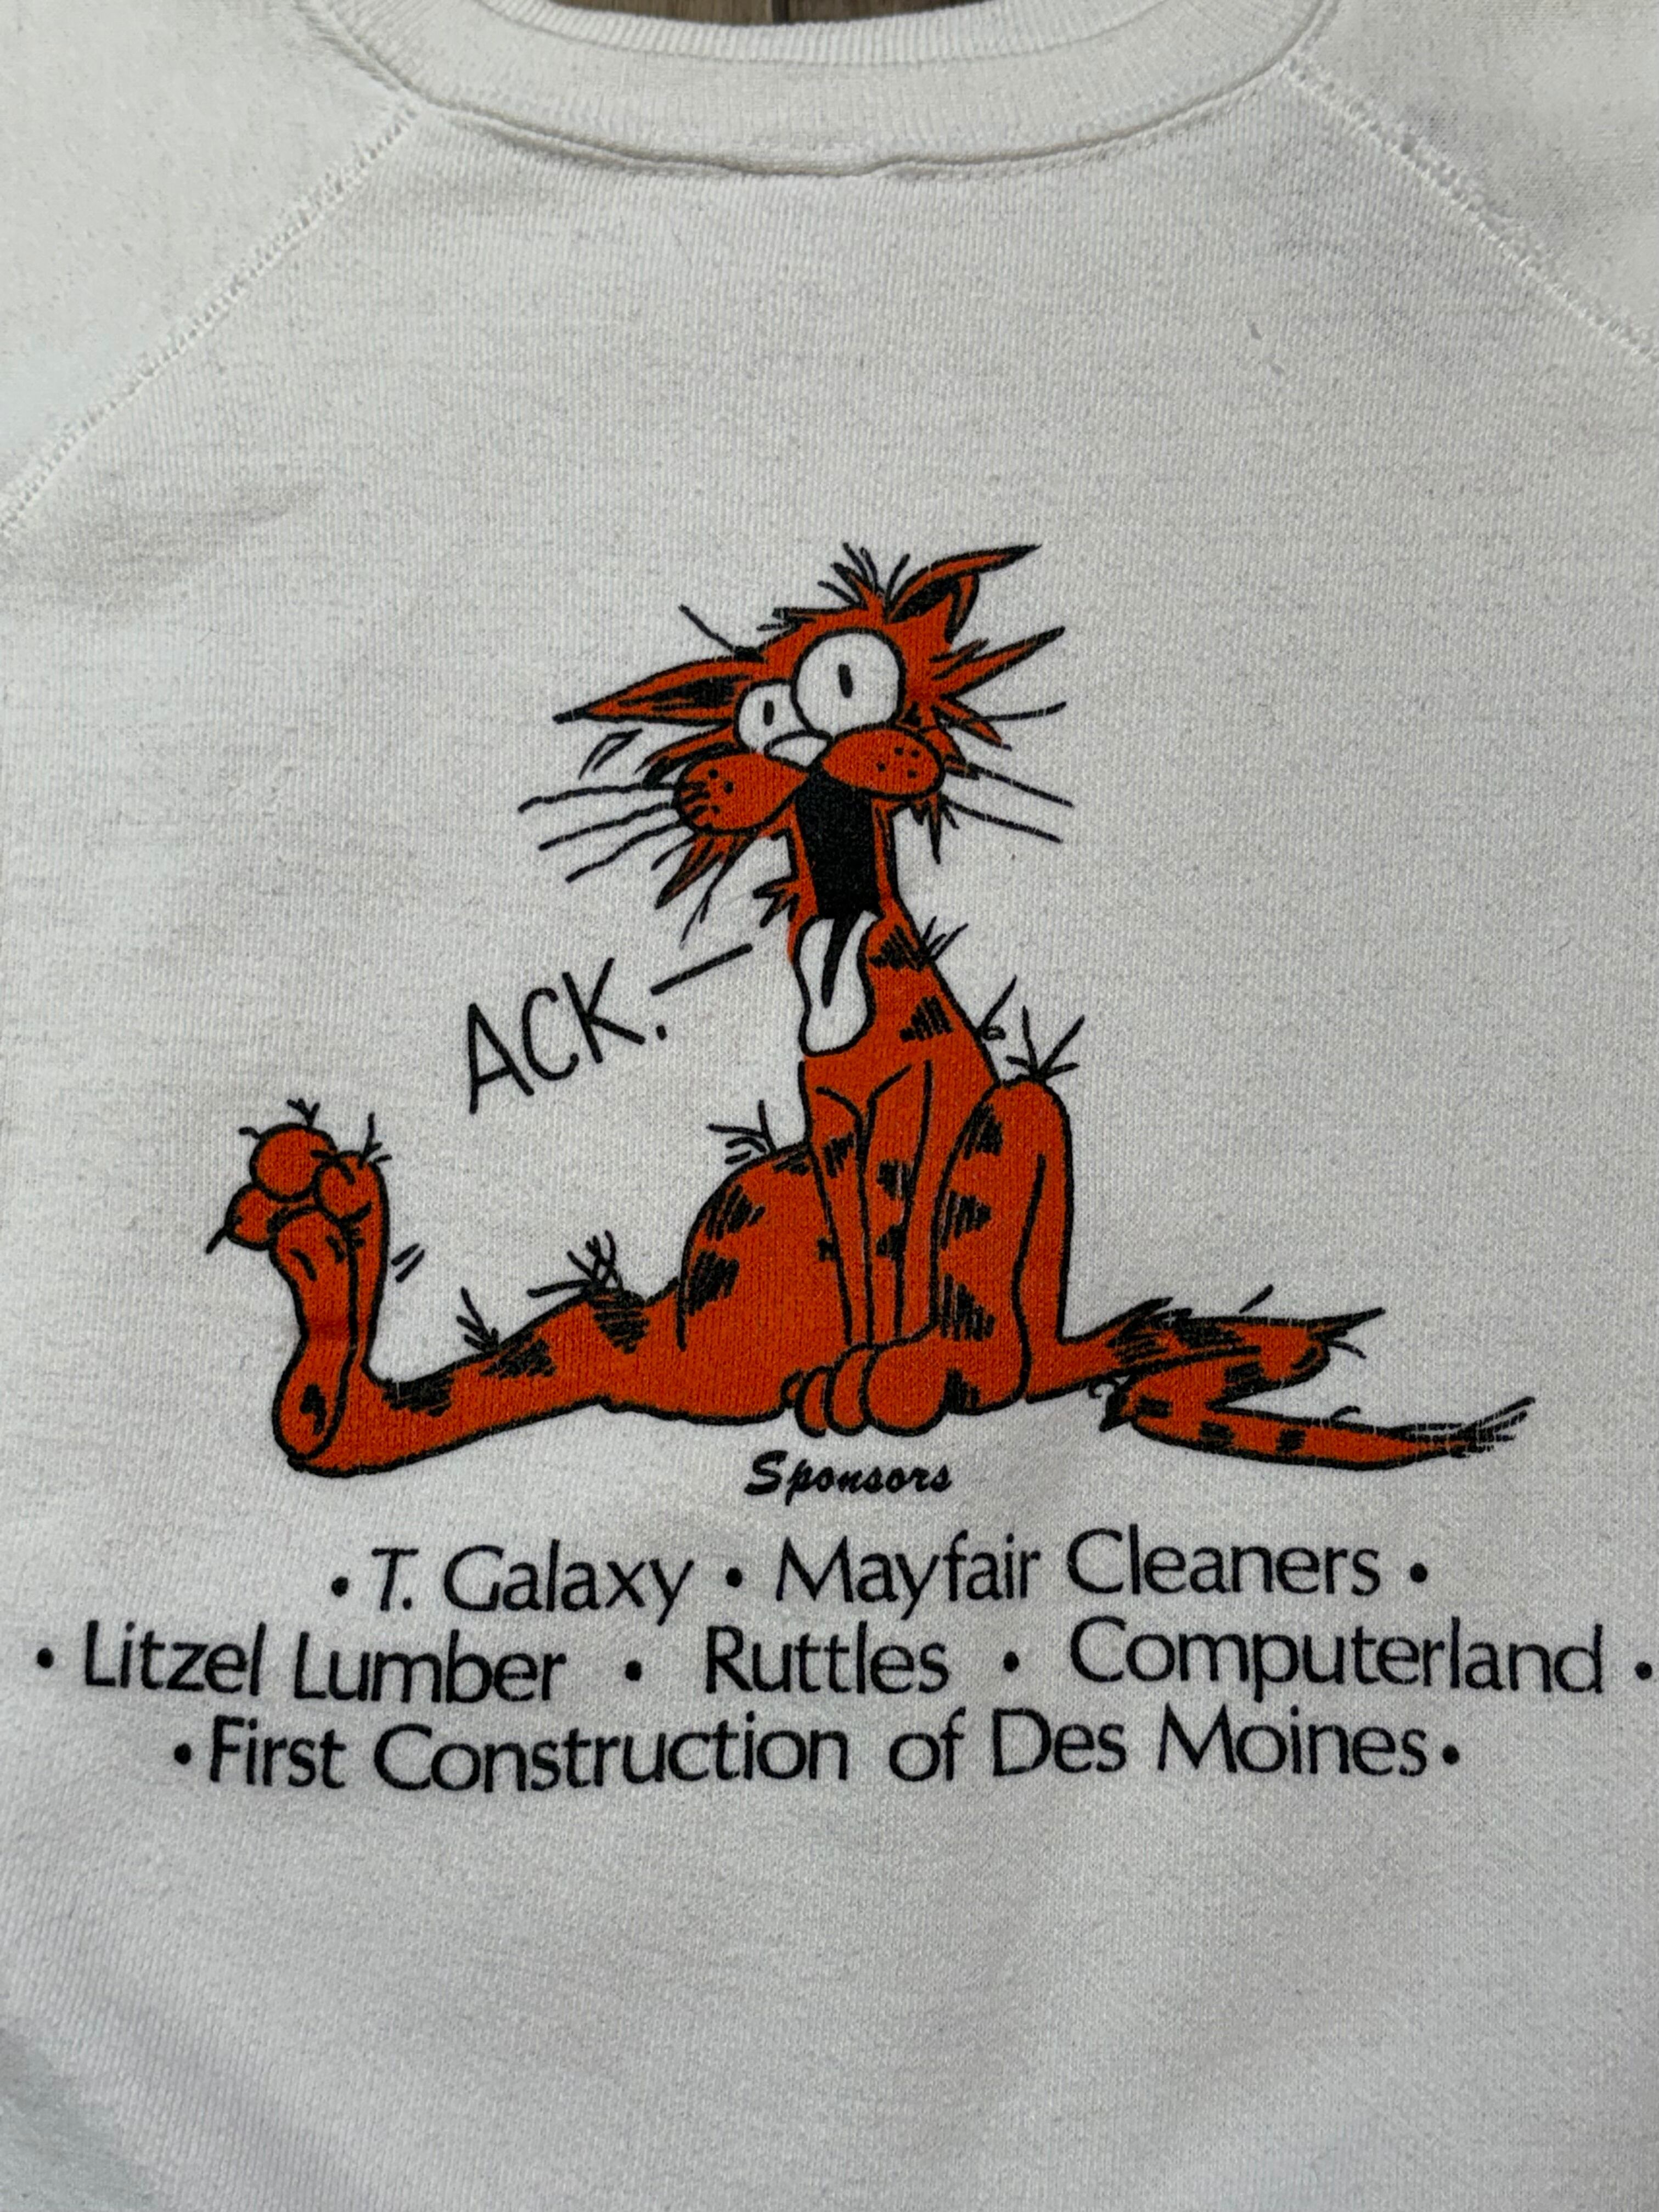 ACK.
Sponsors
• T. Galaxy • Mayfair Cleaners •
• Litzel Lumber • Ruttles • Computerland •
• First Construction of Des Moines •